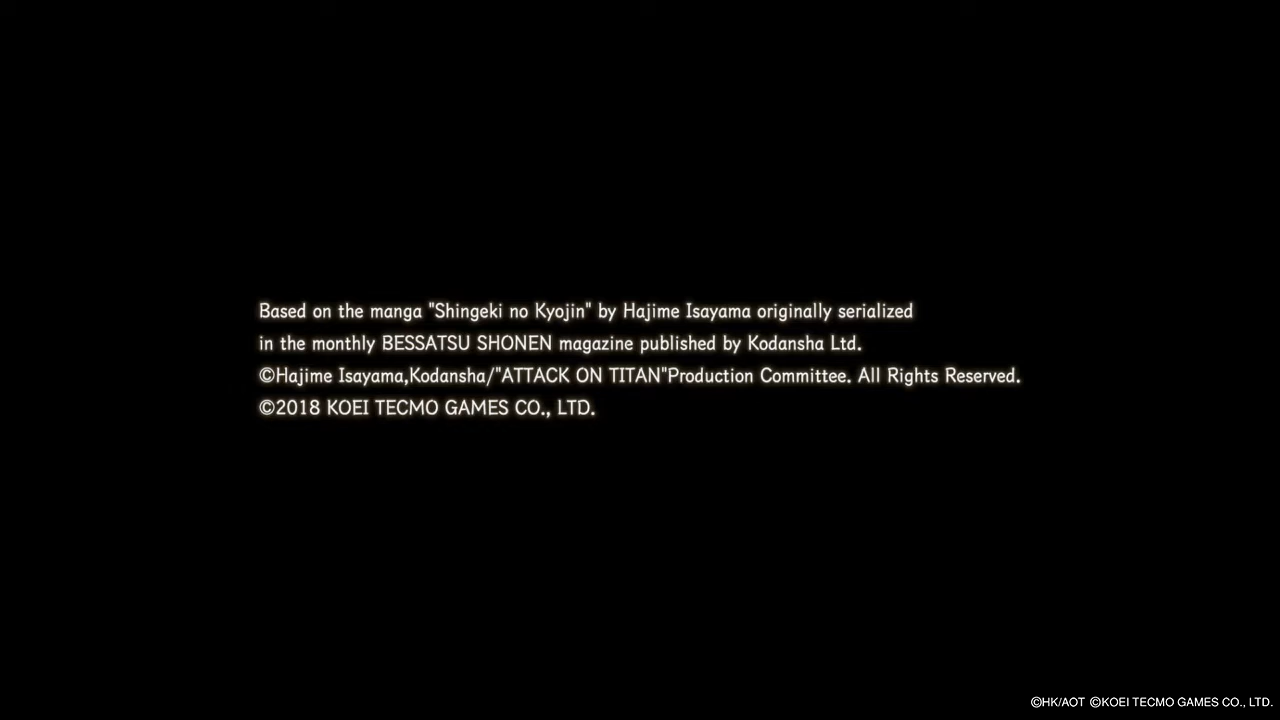 Based on the manga "Shingeki no Kyojin" by Hajime Isayama originally serialized
in the monthly BESSATSU SHONEN magazine published by Kodansha Ltd.
©Hajime Isayama,Kodansha/"ATTACK ON TITAN"Production Committee. All Rights Reserved.
©2018 KOEI TECMO GAMES CO., LTD.
©HK/AOT ©KOEI TECMO GAMES CO., LTD.